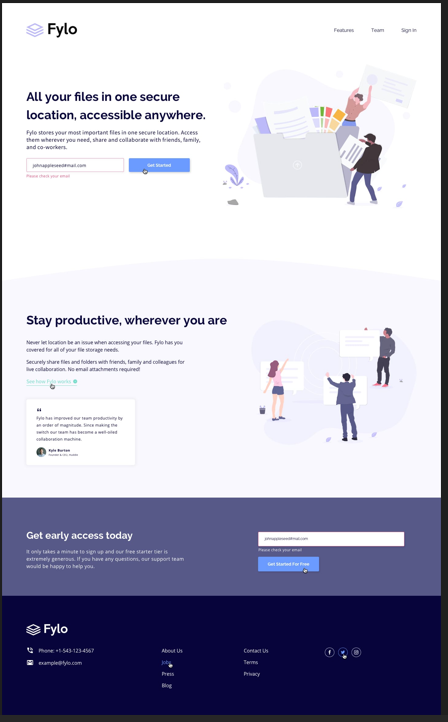 Fylo
Features Team Sign In
All your files in one secure
location, accessible anywhere.
Fylo stores your most important files in one secure location. Access
them wherever you need, share and collaborate with friends, family,
and co-workers.
johnappleseed#mail.com
Get Started
Please check your email
Stay productive, wherever you are
Never let location be an issue when accessing your files. Fylo has you
covered for all of your file storage needs.
Securely share files and folders with friends, family and colleagues for
live collaboration. No email attachments required!
See how Fylo works
“
Fylo has improved our team productivity by
an order of magnitude. Since making the
switch our team has become a well-oiled
collaboration machine.
Kyle Burton
Founder & CEO, Huddle
Get early access today
It only takes a minute to sign up and our free starter tier is
extremely generous. If you have any questions, our support team
would be happy to help you.
johnappleseed#mail.com
Please check your email
Get Started For Free
Fylo
Phone: +1-543-123-4567
example@fylo.com
About Us
Jobs
Press
Blog
Contact Us
Terms
Privacy